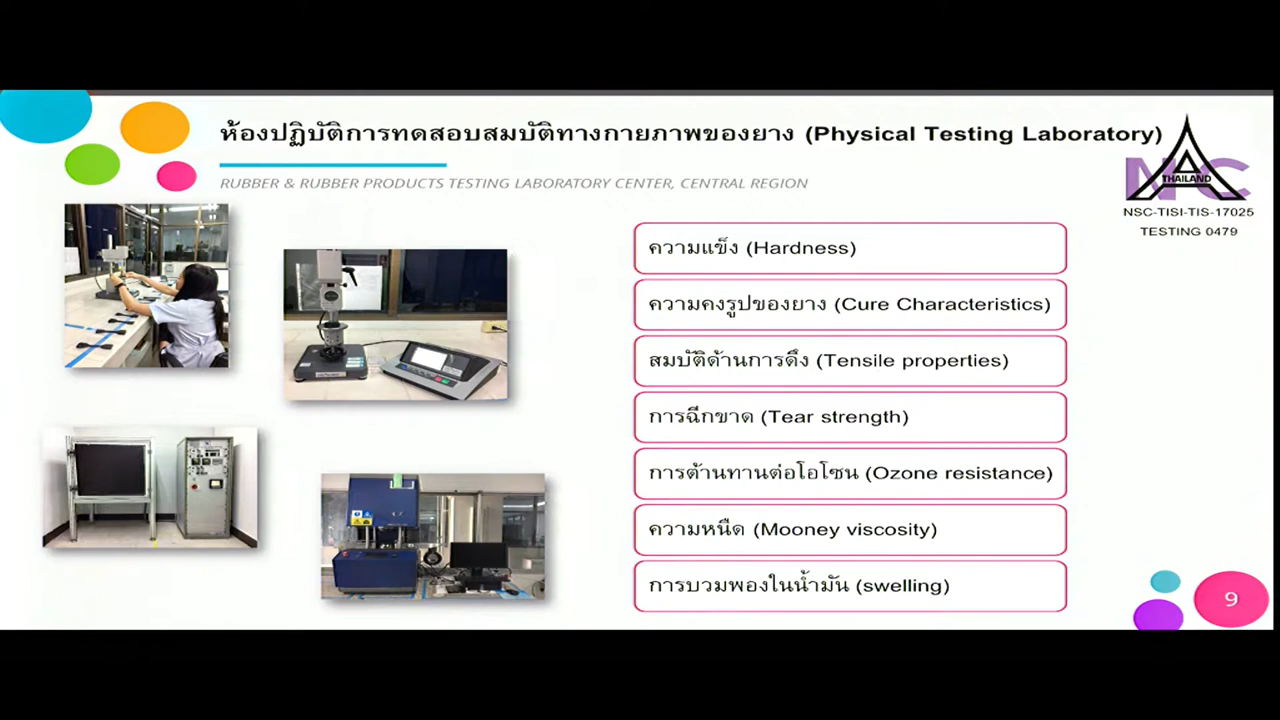 ห้องปฏิบัติการทดสอบสมบัติทางกายภาพของยาง (Physical Testing Laboratory)
RUBBER & RUBBER PRODUCTS TESTING LABORATORY CENTER, CENTRAL REGION
NSC
THAILAND
NSC-TISI-TIS-17025
TESTING 0479
ความแข็ง (Hardness)
ความคงรูปของยาง (Cure Characteristics)
สมบัติด้านการดึง (Tensile properties)
การฉีกขาด (Tear strength)
การต้านทานต่อโอโซน (Ozone resistance)
ความหนืด (Mooney viscosity)
การบวมพองในน้ำมัน (swelling)
9